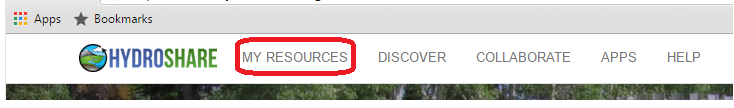 Apps Bookmarks
HYDROSHARE MY RESOURCES DISCOVER COLLABORATE APPS HELP